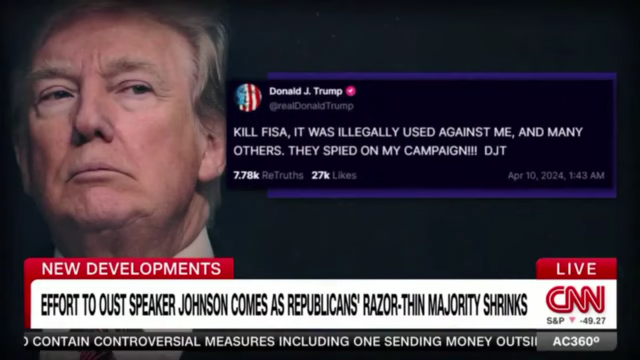 Donald J. Trump
@realDonaldTrump
KILL FISA, IT WAS ILLEGALLY USED AGAINST ME, AND MANY
OTHERS. THEY SPIED ON MY CAMPAIGN!!! DJT
7.78k ReTruths 27k Likes
Apr 10, 2024, 1:43 AM
NEW DEVELOPMENTS
LIVE
EFFORT TO OUST SPEAKER JOHNSON COMES AS REPUBLICANS' RAZOR-THIN MAJORITY SHRINKS
CNN
S&P ▼ -49.27
CONTAIN CONTROVERSIAL MEASURES INCLUDING ONE SENDING MONEY
AC360°